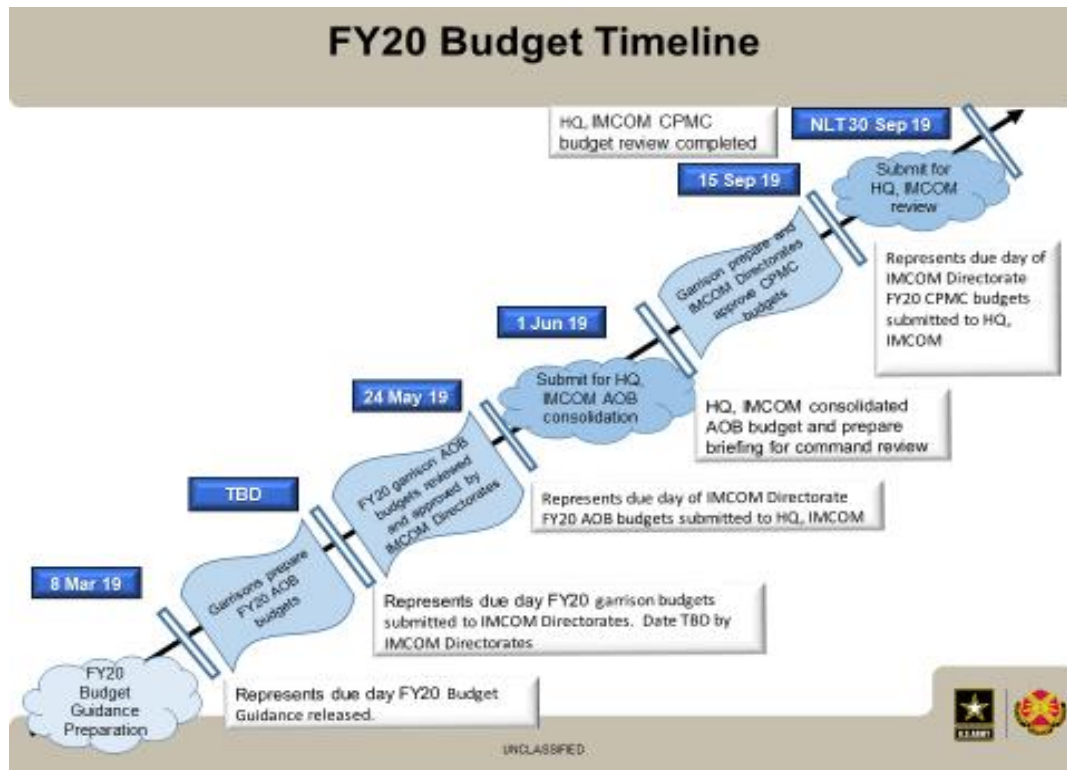 FY20 Budget Timeline
HQ, IMCOM CPMC
budget review completed
NLT 30 Sep 19
Submit for
HQ, IMCOM
review
15 Sep 19
Garrison prepare and
IMCOM Directorates
approve CPMC
budgets
Represents due day of
IMCOM Directorate
FY20 CPMC budgets
submitted to HQ,
IMCOM
1 Jun 19
Submit for HQ,
IMCOM AOB
consolidation
HQ, IMCOM consolidated
AOB budget and prepare
briefing for command review
24 May 19
FY20 garrison AOB
budgets reviewed
and approved by
IMCOM Directorates
Represents due day of IMCOM Directorate
FY20 AOB budgets submitted to HQ, IMCOM
TBD
Garrisons prepare
FY20 AOB
budgets
Represents due day FY20 garrison budgets
submitted to IMCOM Directorates. Date TBD by
IMCOM Directorates
8 Mar 19
FY20
Budget
Guidance
Preparation
Represents due day FY20 Budget
Guidance released.
U.S.ARMY
UNCLASSIFIED